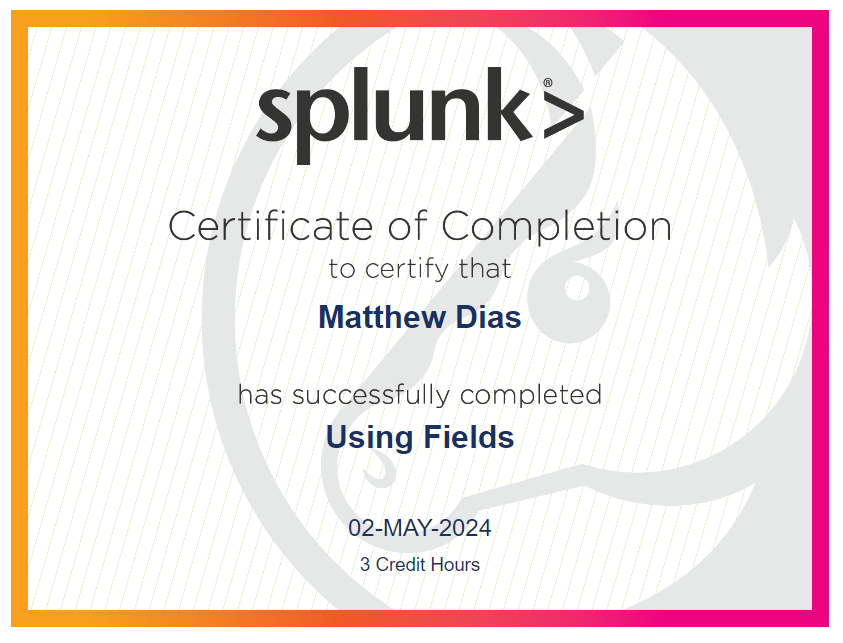 splunk>®
Certificate of Completion
to certify that
Matthew Dias
has successfully completed
Using Fields
02-MAY-2024
3 Credit Hours